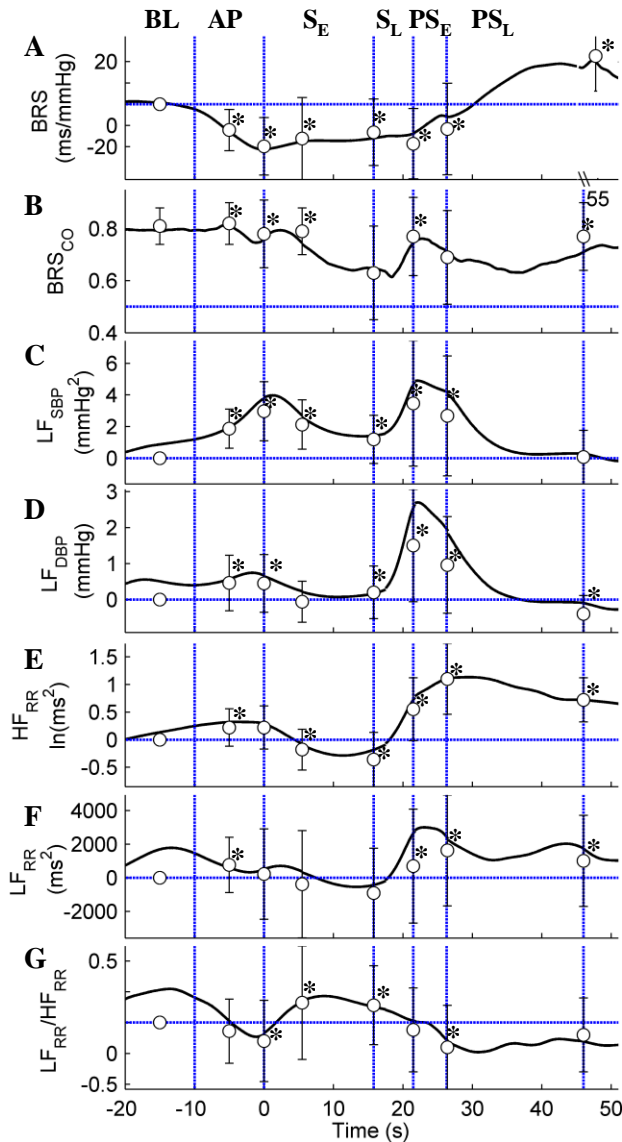 BL AP S_E S_L PS_E PS_L
A
BRS
(ms/mmHg)
20
0
-20
* * * * * * *
55
B
BRS_CO
0.8
0.6
0.4
* * * * *
C
LF_SBP
(mmHg²)
6
4
2
0
* * * * * *
D
LF_DBP
(mmHg)
3
2
1
0
* * * * * *
E
HF_RR
ln(ms²)
1.5
1
0.5
0
-0.5
* * * * * *
F
LF_RR
(ms²)
4000
2000
0
-2000
* * * *
G
LF_RR/HF_RR
0.5
0
-0.5
* * * *
-20 -10 0 10 20 30 40 50
Time (s)